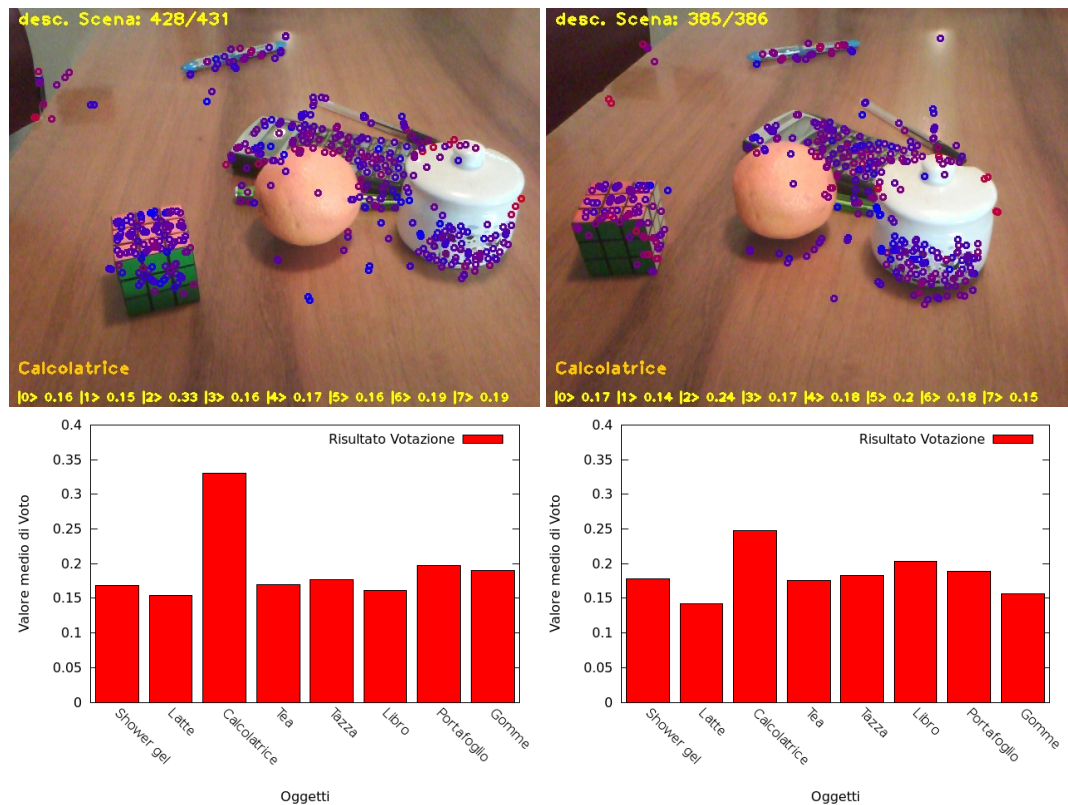 desc. Scena: 428/431
Calcolatrice
|0> 0.16 |1> 0.15 |2> 0.33 |3> 0.16 |4> 0.17 |5> 0.16 |6> 0.19 |7> 0.19
desc. Scena: 385/386
Calcolatrice
|0> 0.17 |1> 0.14 |2> 0.24 |3> 0.17 |4> 0.18 |5> 0.2 |6> 0.18 |7> 0.15
Risultato Votazione
Valore medio di Voto
0.4
0.35
0.3
0.25
0.2
0.15
0.1
0.05
0
Shower gel
Latte
Calcolatrice
Tea
Tazza
Libro
Portafoglio
Gomme
Oggetti
Risultato Votazione
Valore medio di Voto
0.4
0.35
0.3
0.25
0.2
0.15
0.1
0.05
0
Shower gel
Latte
Calcolatrice
Tea
Tazza
Libro
Portafoglio
Gomme
Oggetti